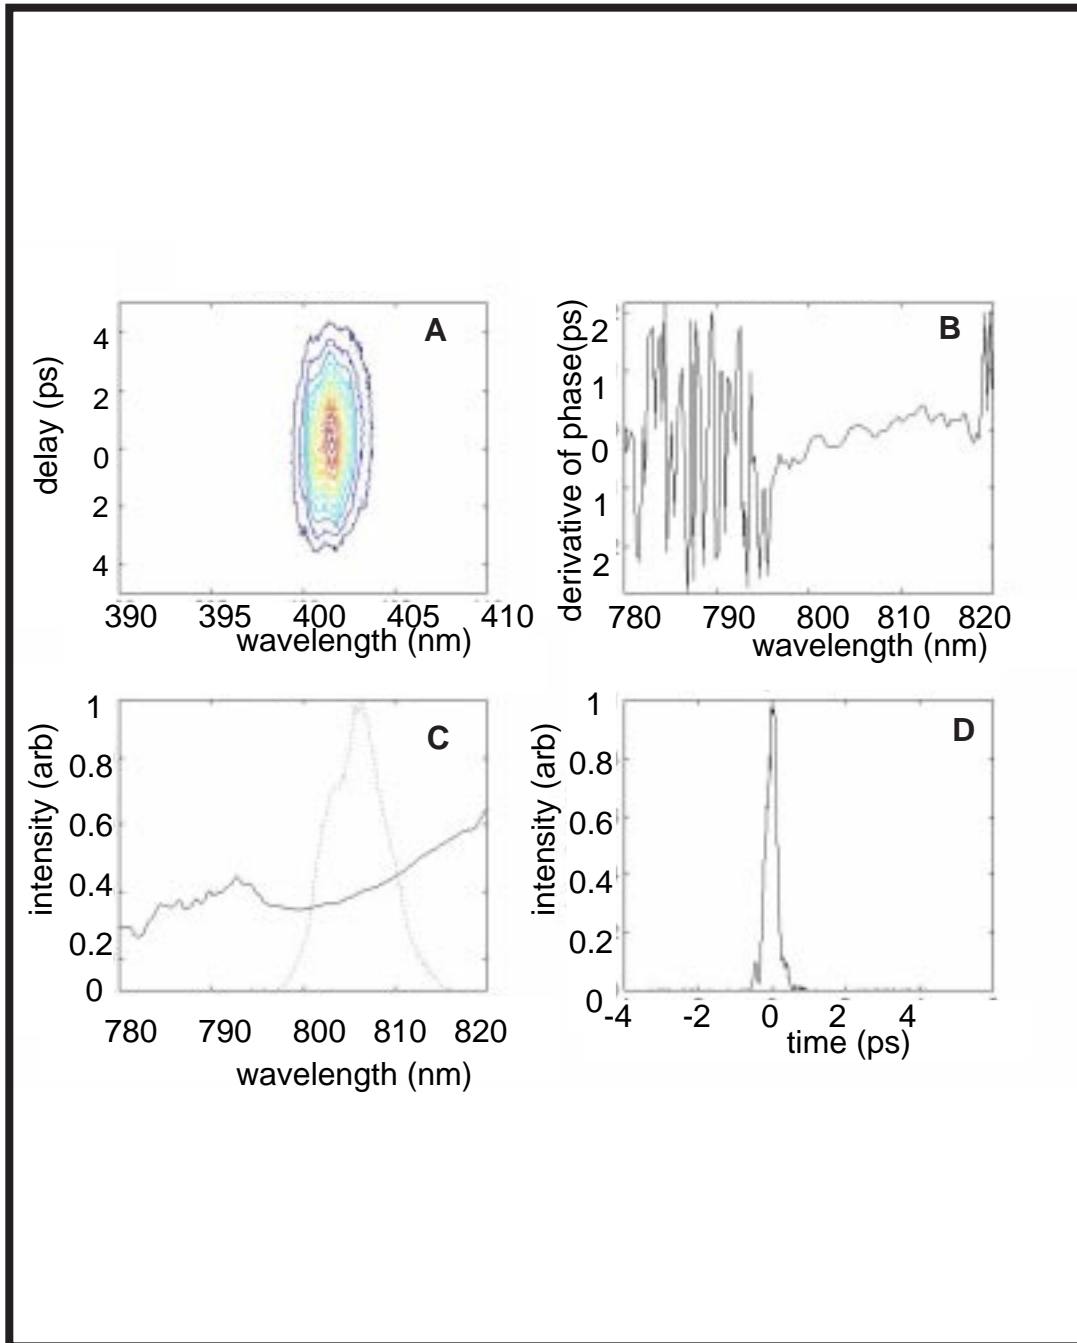 A
4
2
0
2
4
delay (ps)
390 395 400 405 410
wavelength (nm)
B
2
1
0
1
2
derivative of phase(ps)
780 790 800 810 820
wavelength (nm)
C
1
0.8
0.6
0.4
0.2
0
intensity (arb)
780 790 800 810 820
wavelength (nm)
D
1
0.8
0.6
0.4
0.2
0
intensity (arb)
-4 -2 0 2 4
time (ps)